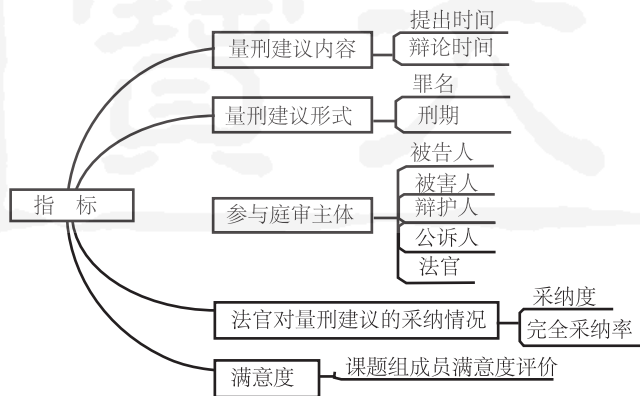 提出时间
量刑建议内容
辩论时间
罪名
量刑建议形式
刑期
被告人
被害人
指 标
参与庭审主体
辩护人
公诉人
法官
采纳度
法官对量刑建议的采纳情况
完全采纳率
满意度
课题组成员满意度评价